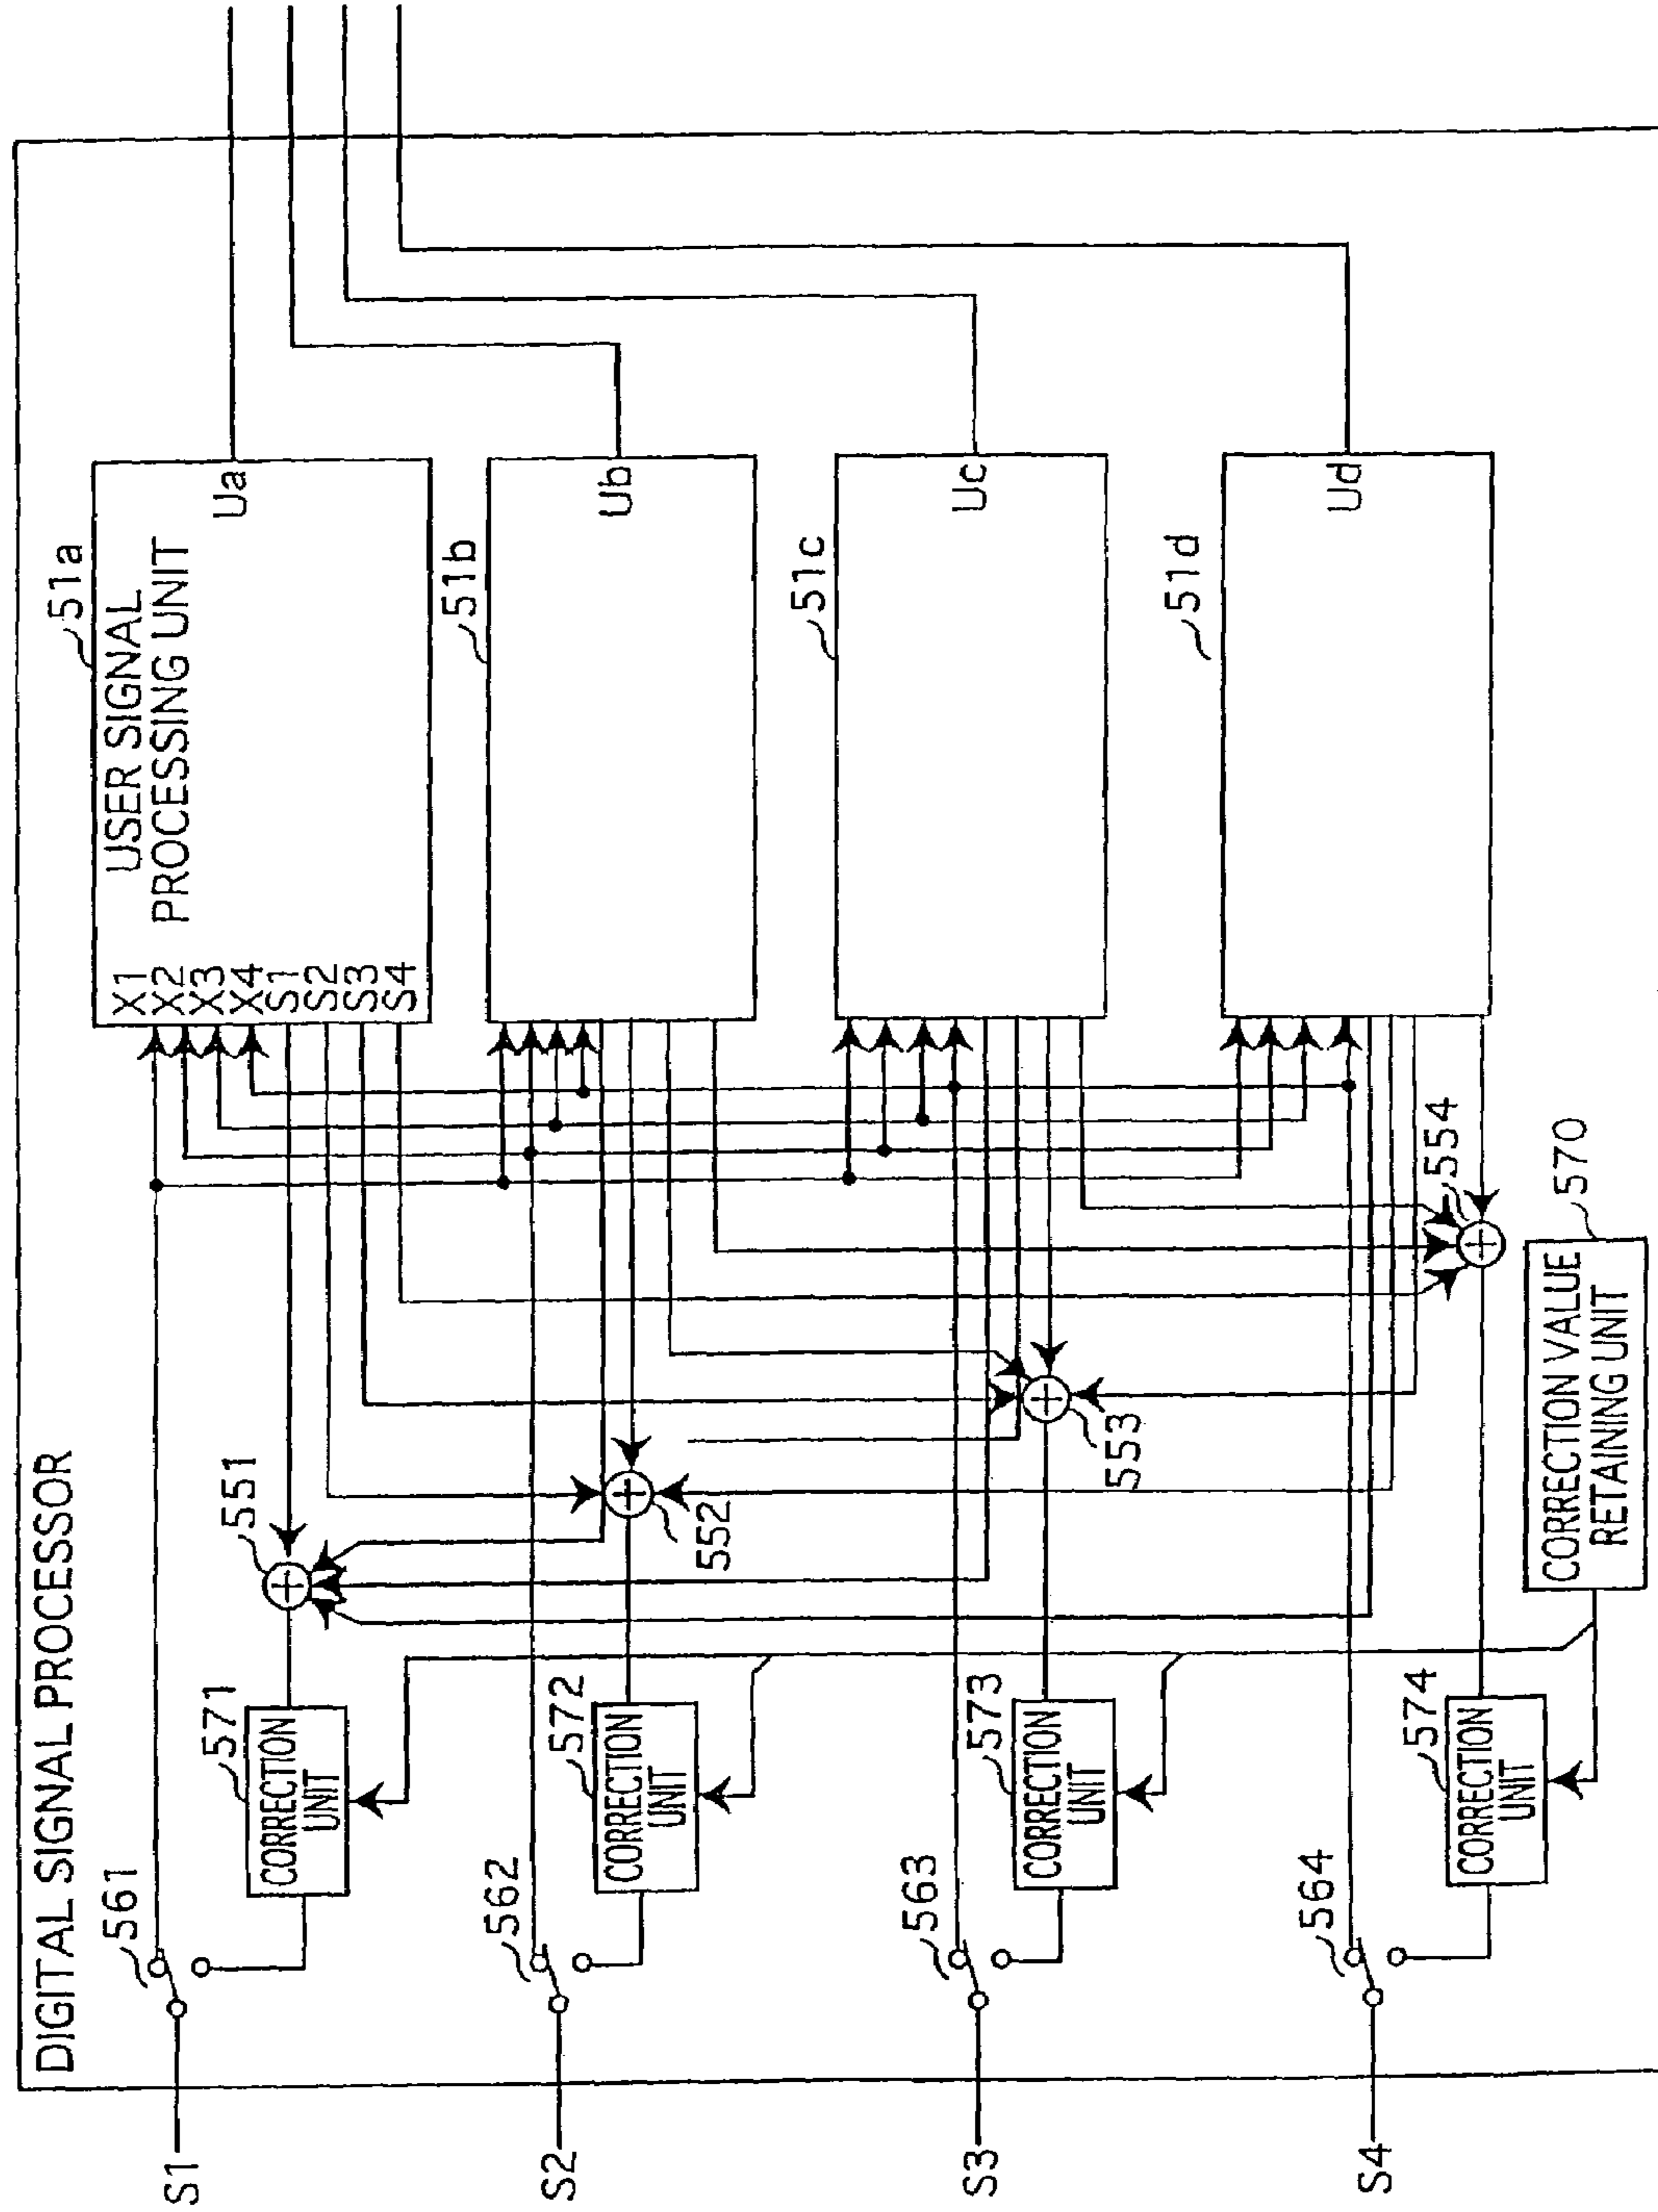 DIGITAL SIGNAL PROCESSOR
S1
561
571
CORRECTION
UNIT
551
X1
X2
X3
X4
S1
S2
S3
S4
USER SIGNAL
PROCESSING UNIT
51a
Ua
S2
562
572
CORRECTION
UNIT
552
51b
Ub
S3
563
573
CORRECTION
UNIT
553
51c
Uc
S4
564
574
CORRECTION
UNIT
554
51d
Ud
CORRECTION VALUE
RETAINING UNIT
570